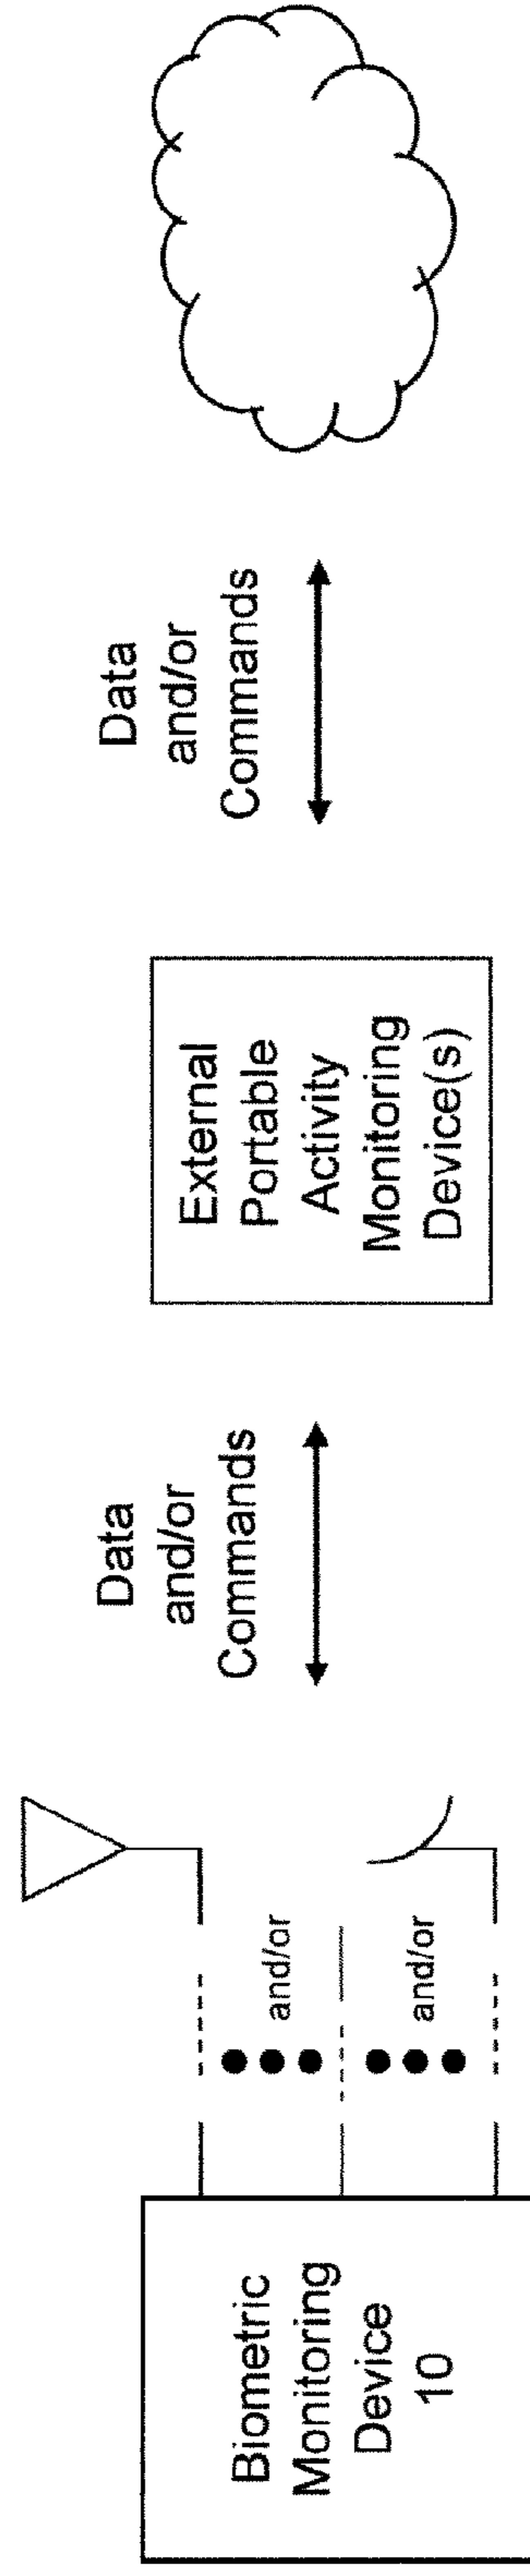 Biometric
Monitoring
Device
10
and/or
and/or
Data
and/or
Commands
External
Portable
Activity
Monitoring
Device(s)
Data
and/or
Commands